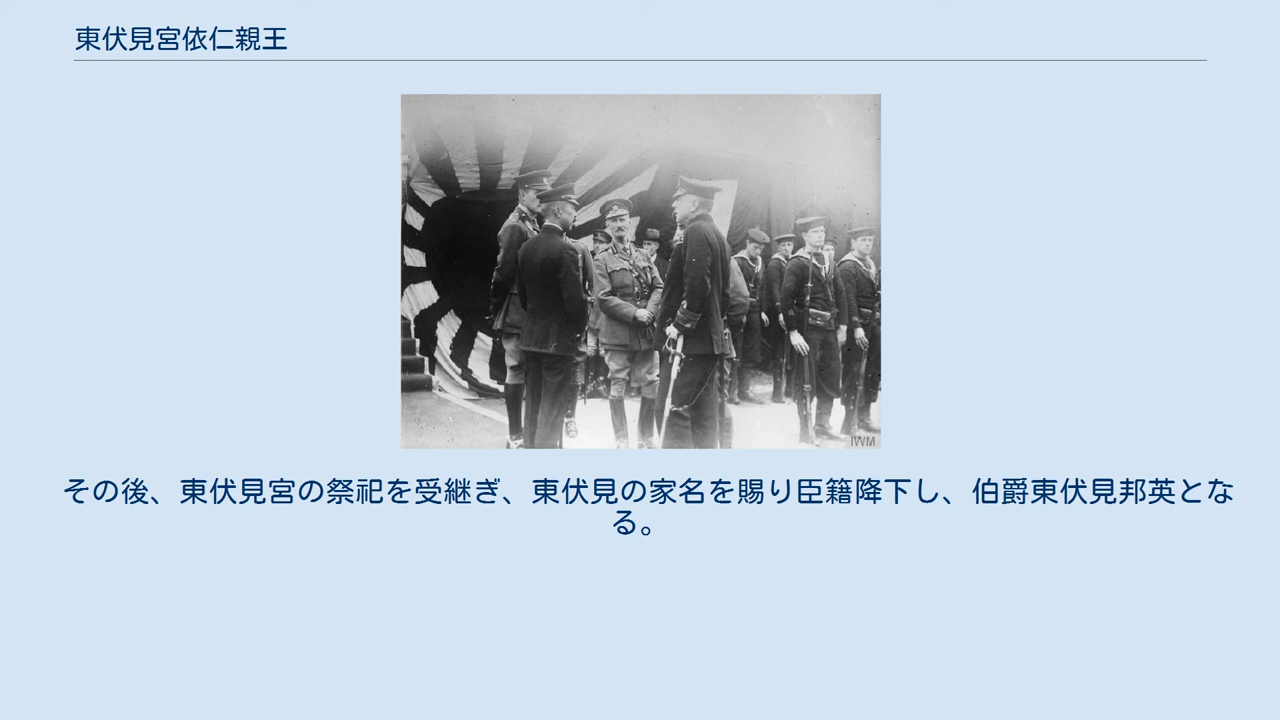 東伏見宮依仁親王
IWM
その後、東伏見宮の祭祀を受継ぎ、東伏見の家名を賜り臣籍降下し、伯爵東伏見邦英とな
る。